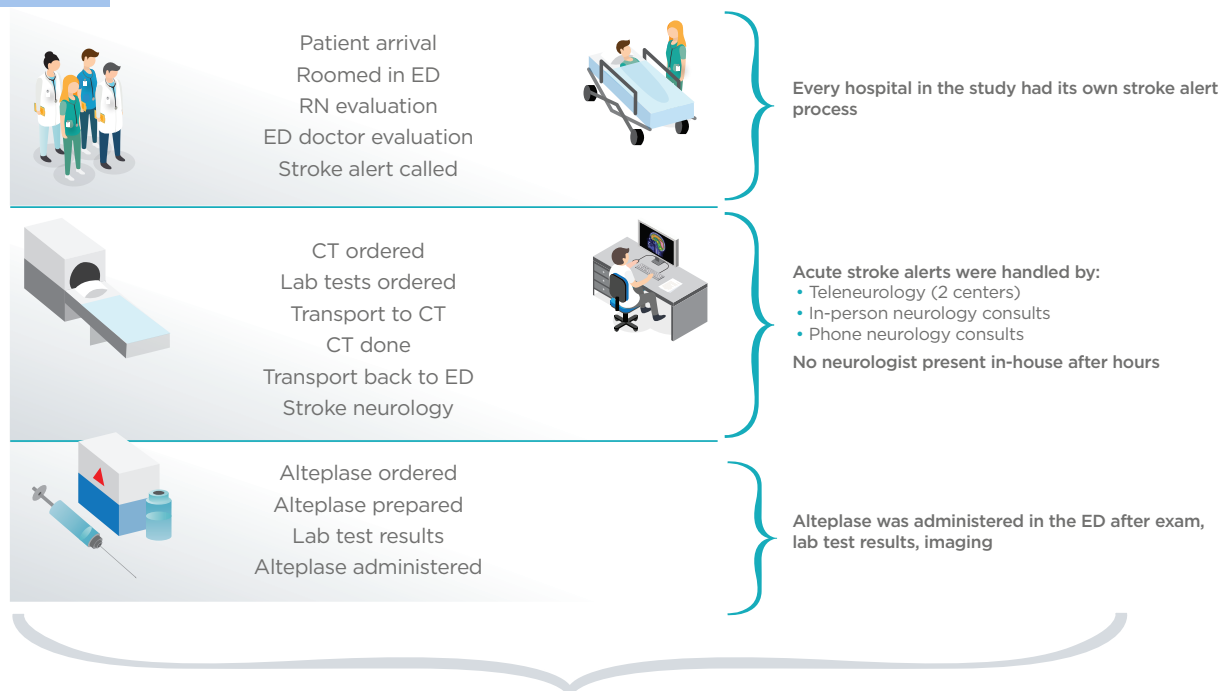 Patient arrival
Roomed in ED
RN evaluation
ED doctor evaluation
Stroke alert called
Every hospital in the study had its own stroke alert
process
CT ordered
Lab tests ordered
Transport to CT
CT done
Transport back to ED
Stroke neurology
Acute stroke alerts were handled by:
• Teleneurology (2 centers)
• In-person neurology consults
• Phone neurology consults
No neurologist present in-house after hours
Alteplase ordered
Alteplase prepared
Lab test results
Alteplase administered
Alteplase was administered in the ED after exam,
lab test results, imaging